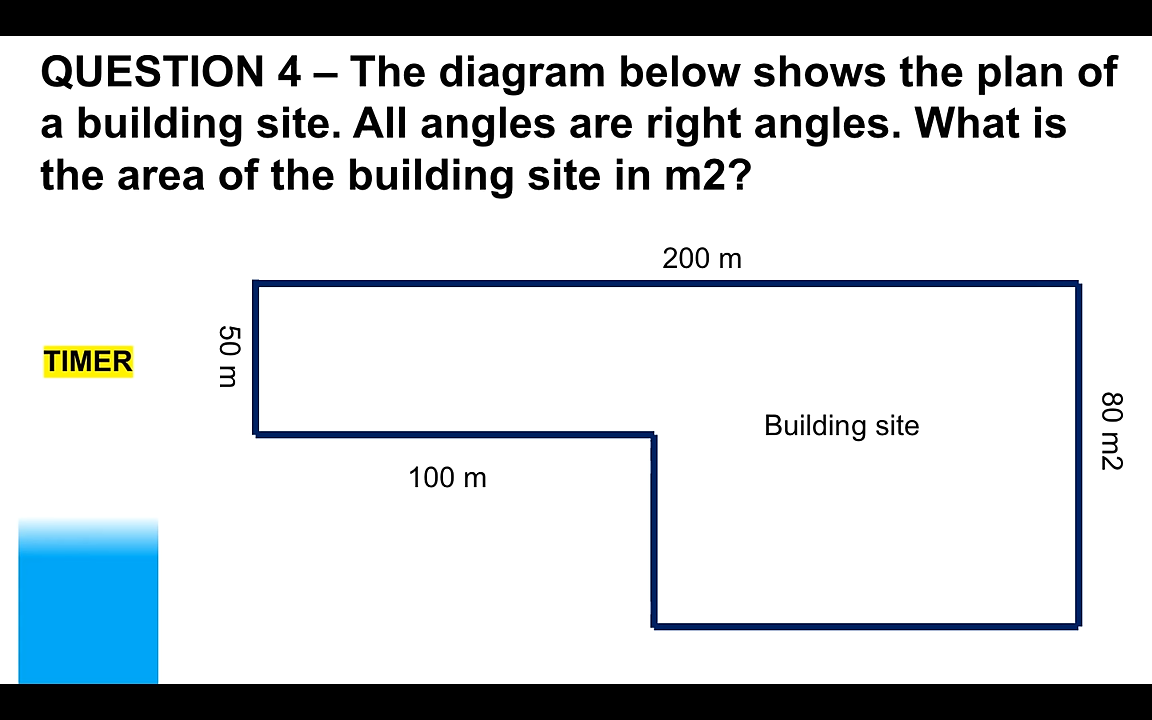 QUESTION 4 – The diagram below shows the plan of
a building site. All angles are right angles. What is
the area of the building site in m2?
200 m
50 m
TIMER
80 m2
Building site
100 m